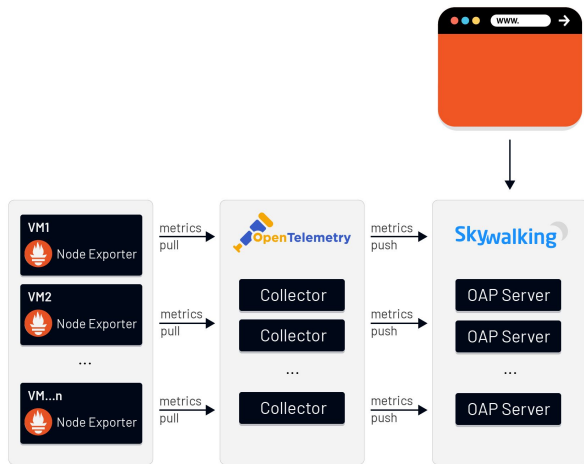 www.
VM1
Node Exporter
VM2
Node Exporter
...
VM...n
Node Exporter
metrics
pull
metrics
pull
metrics
pull
OpenTelemetry
Collector
Collector
...
Collector
metrics
push
metrics
push
metrics
push
Skywalking
OAP Server
OAP Server
...
OAP Server